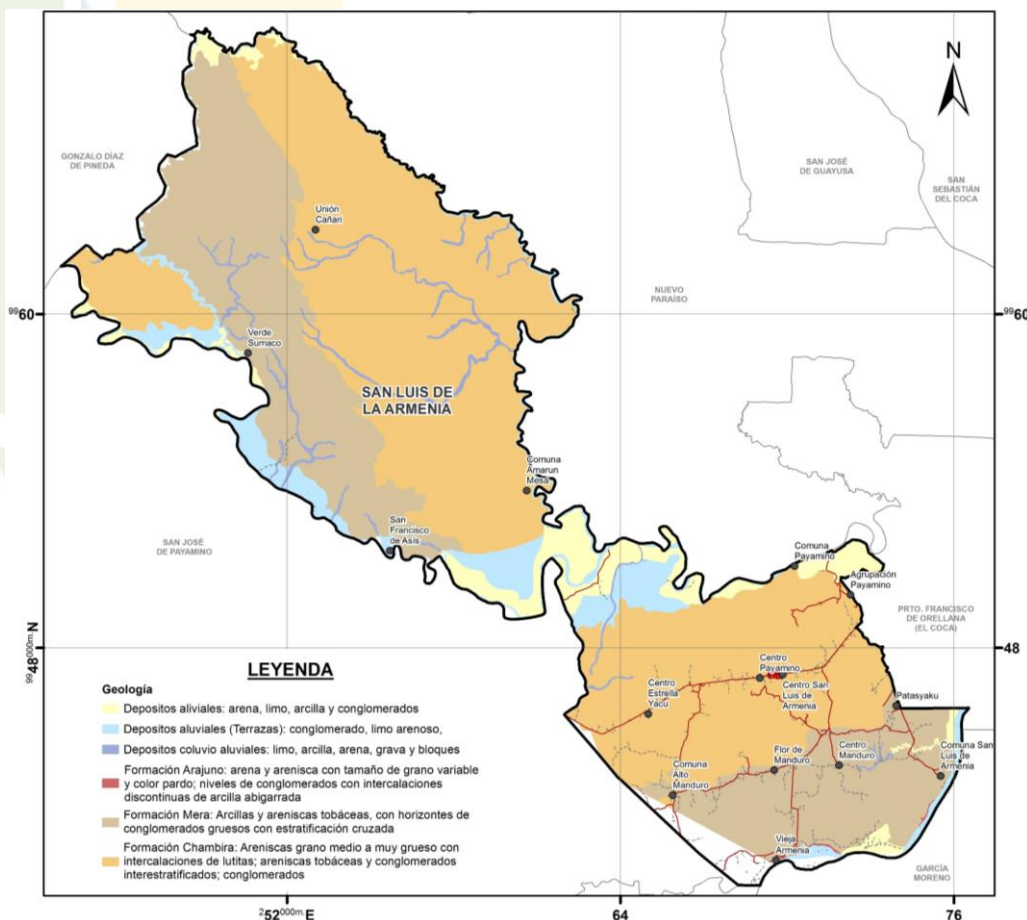 N
GONZALO DÍAZ
DE PINEDA
SAN JOSÉ
DE GUAYUSA
SAN
SEBASTIÁN
DEL COCA
Unión
Cañari
NUEVO
PARAÍSO
9960
9960
Verde
Sumaco
SAN LUIS DE
LA ARMENIA
Comuna
Amarun
Mesa
San
Francisco
de Asis
SAN JOSÉ
DE PAYAMINO
Comuna
Payamino
Agrupación
Payamino
PRTO. FRANCISCO
DE ORELLANA
(EL COCA)
9948000m. N
48
Centro
Payamino
Centro San
Luis de
Armenia
Centro
Estrella
Yacu
Patasyaku
Flor de
Manduro
Centro
Manduro
Comuna San
Luis de
Armenia
Comuna
Alto
Manduro
Vieja
Armenia
GARCÍA
MORENO
LEYENDA
Geología
Depositos aliviales: arena, limo, arcilla y conglomerados
Depositos aluviales (Terrazas): conglomerado, limo arenoso,
Depositos coluvio aluviales: limo, arcilla, arena, grava y bloques
Formación Arajuno: arena y arenisca con tamaño de grano variable
y color pardo; niveles de conglomerados con intercalaciones
discontinuas de arcilla abigarrada
Formación Mera: Arcillas y areniscas tobáceas, con horizontes de
conglomerados gruesos con estratificación cruzada
Formación Chambira: Areniscas grano medio a muy grueso con
intercalaciones de lutitas; areniscas tobáceas y conglomerados
interestratificados; conglomerados
252000m. E
64
76